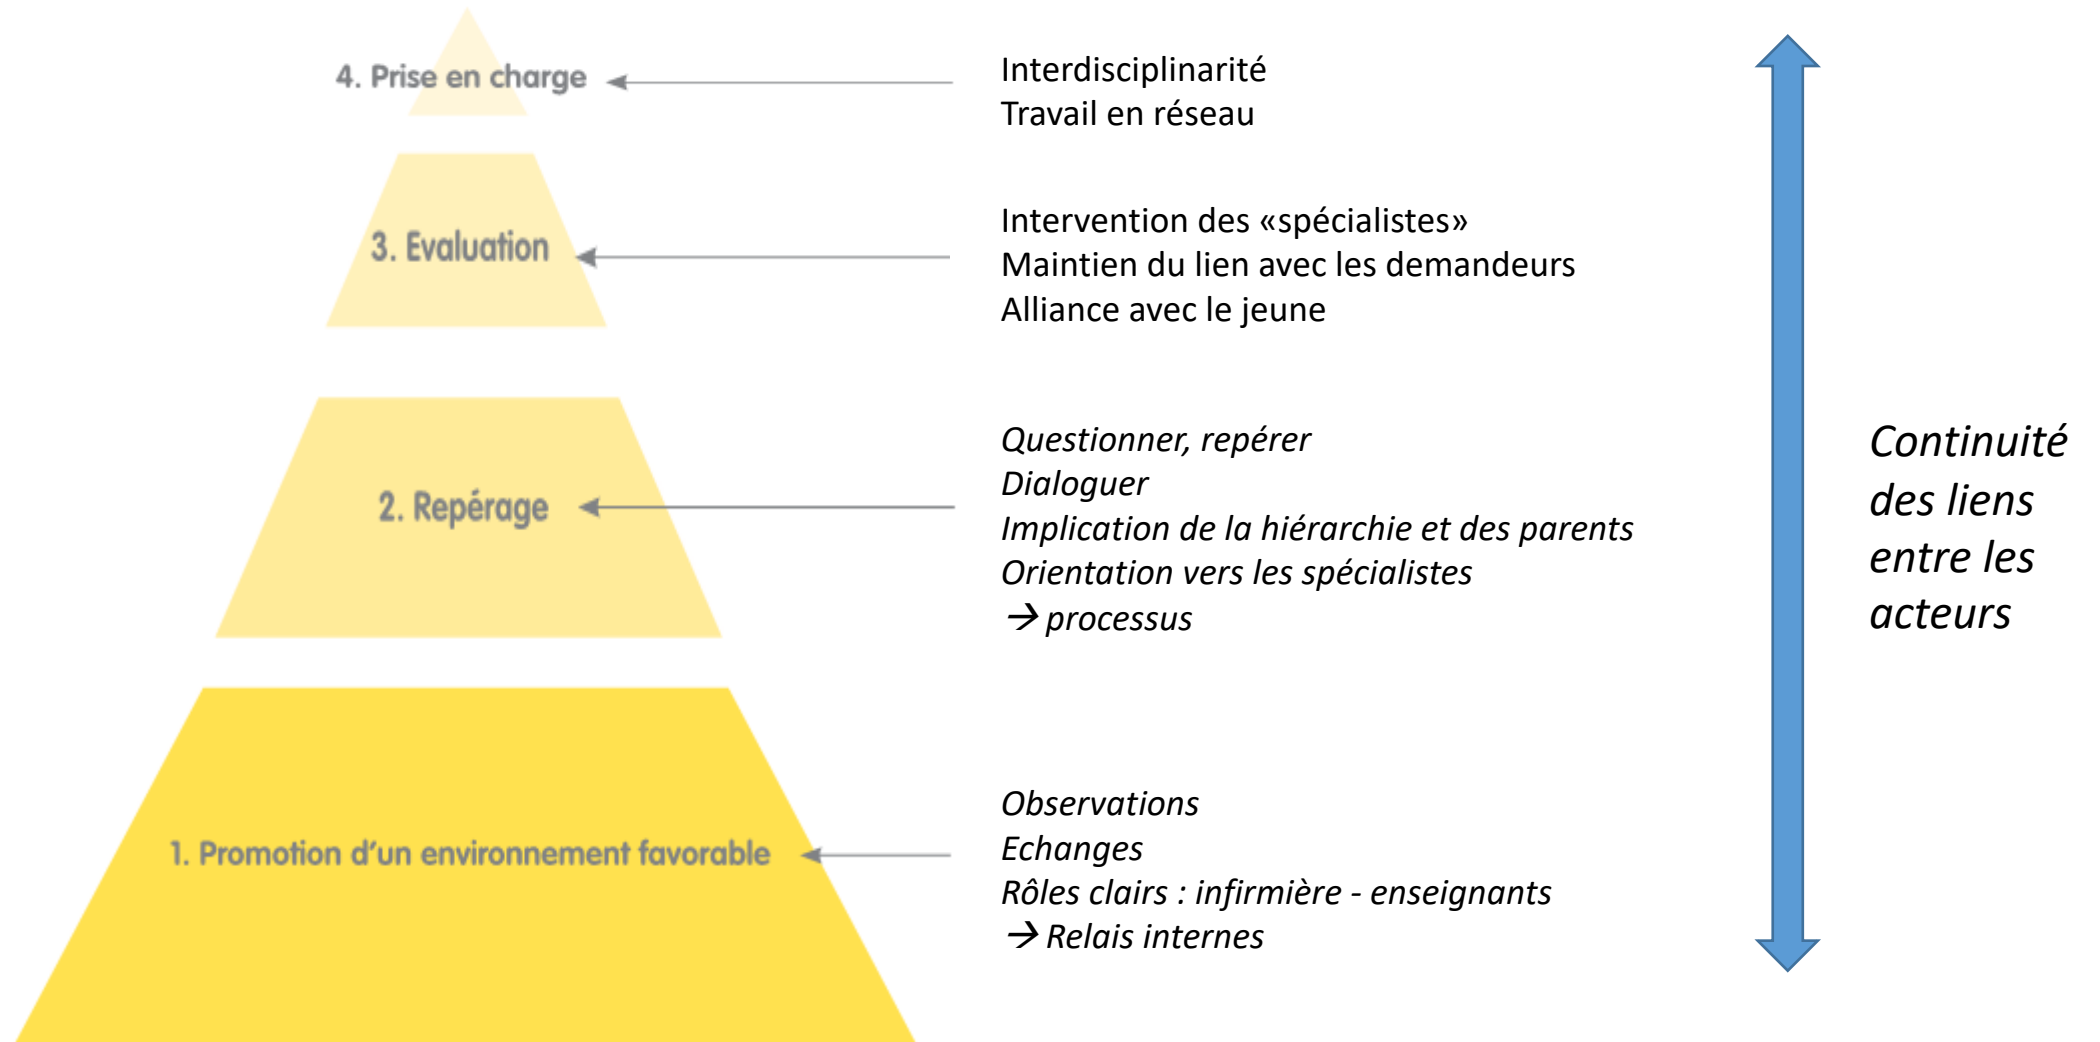 4. Prise en charge
Interdisciplinarité
Travail en réseau
3. Evaluation
Intervention des «spécialistes»
Maintien du lien avec les demandeurs
Alliance avec le jeune
2. Repérage
Questionner, repérer
Dialoguer
Implication de la hiérarchie et des parents
Orientation vers les spécialistes
→ processus
1. Promotion d'un environnement favorable
Observations
Echanges
Rôles clairs : infirmière - enseignants
→ Relais internes
Continuité
des liens
entre les
acteurs